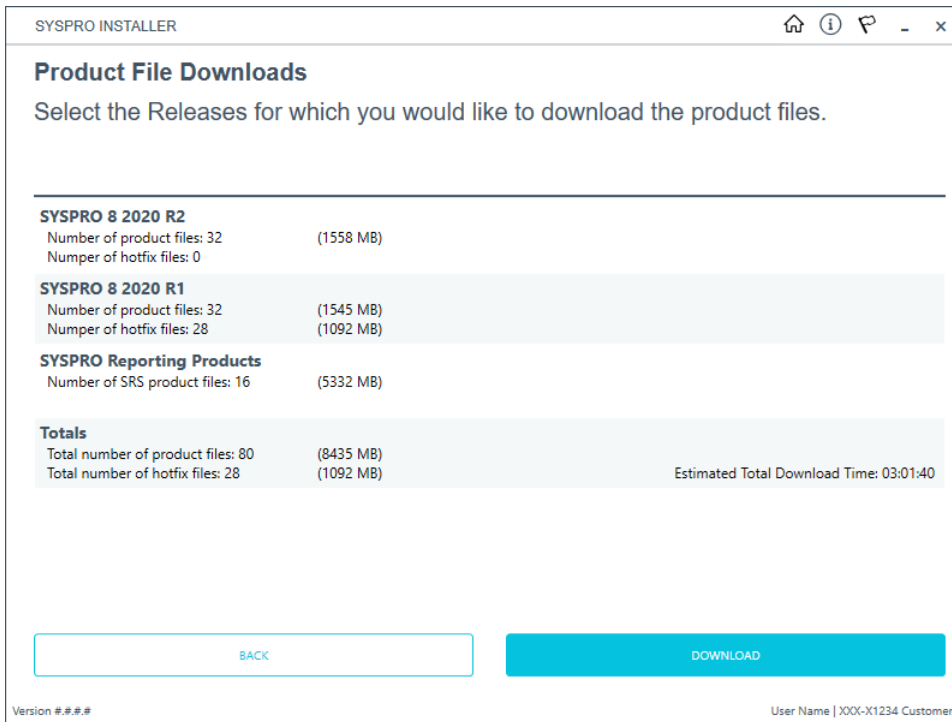 SYSPRO INSTALLER
Product File Downloads
Select the Releases for which you would like to download the product files.
SYSPRO 8 2020 R2
Number of product files: 32 (1558 MB)
Numper of hotfix files: 0
SYSPRO 8 2020 R1
Number of product files: 32 (1545 MB)
Numper of hotfix files: 28 (1092 MB)
SYSPRO Reporting Products
Number of SRS product files: 16 (5332 MB)
Totals
Total number of product files: 80 (8435 MB)
Total number of hotfix files: 28 (1092 MB) Estimated Total Download Time: 03:01:40
BACK DOWNLOAD
Version #.#.#.# User Name | XXX-X1234 Customer